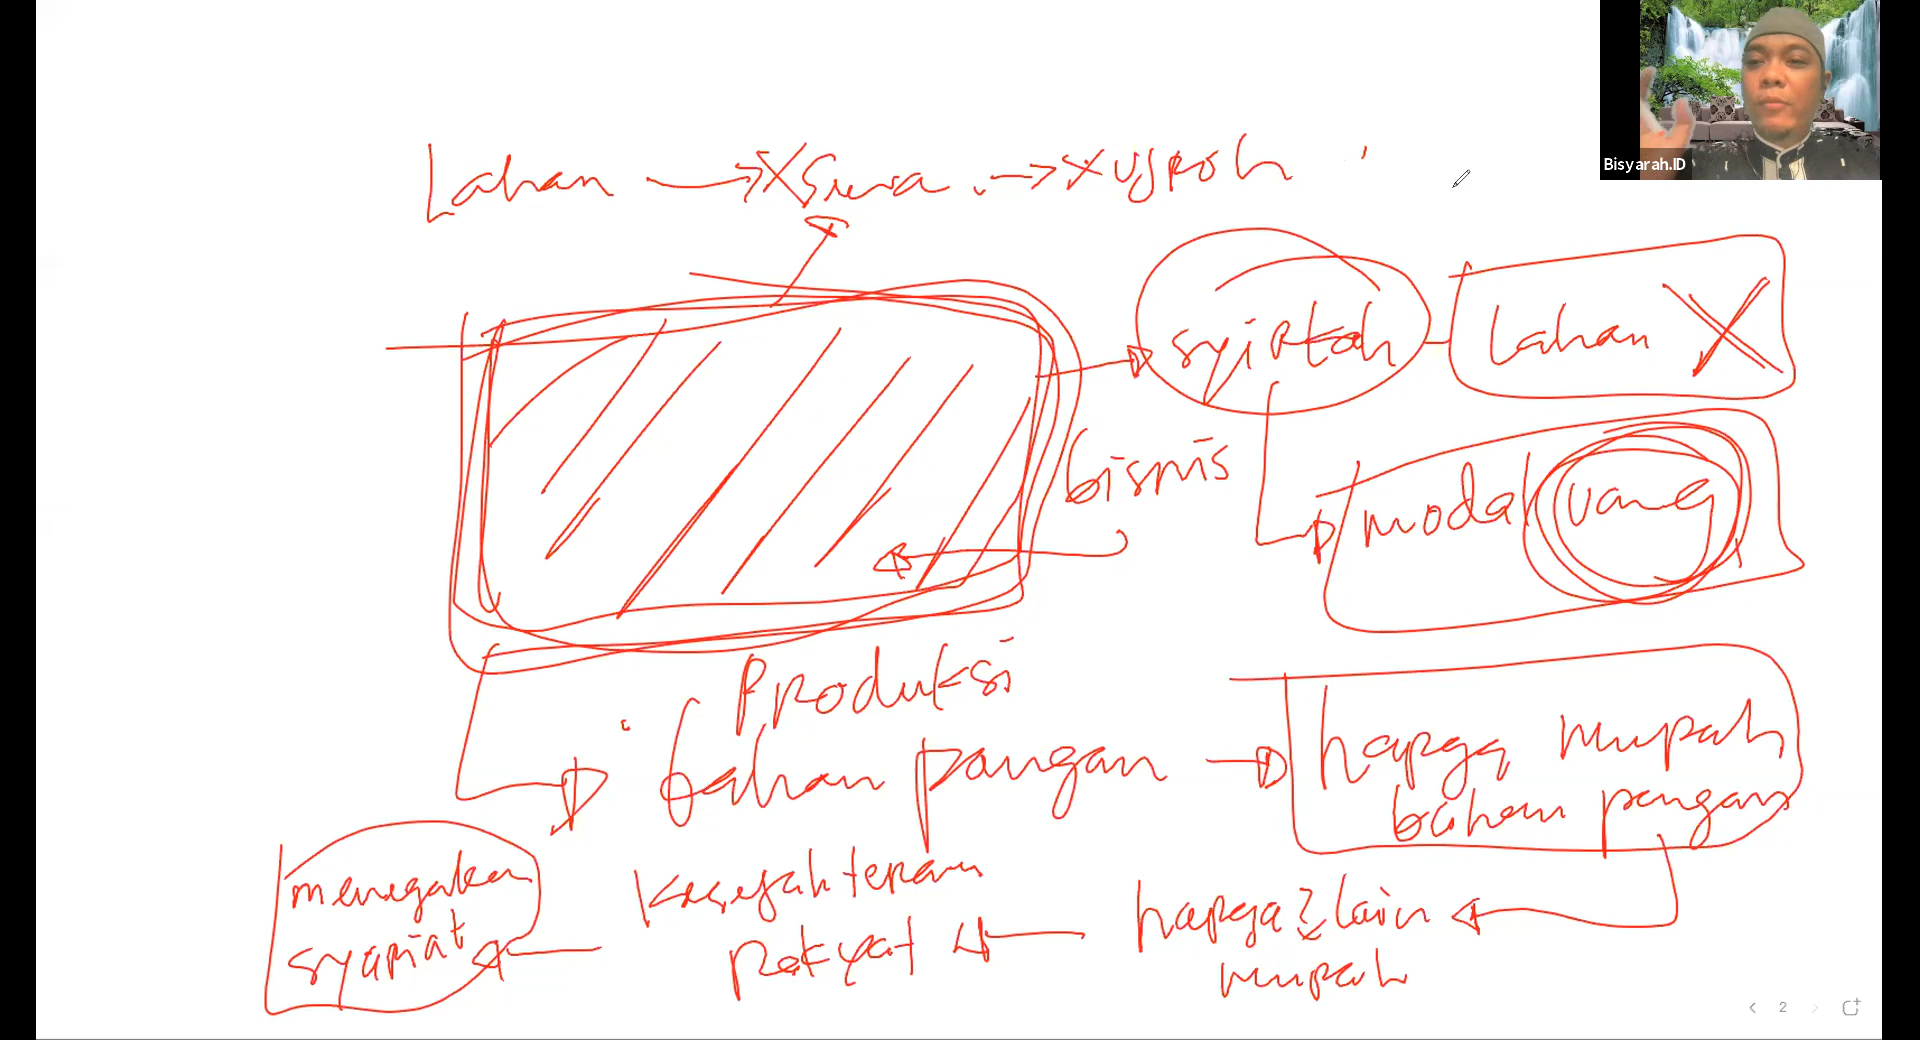 Bisyarah.ID
Lahan → X Sewa → X Ujroh
syirkah
Lahan X
bisnis
modal uang
Produksi
bahan pangan → harga murah
bahan pangan
menegakan
syariat
Kesejahteraan
Rakyat
harga2 lain
murah
2